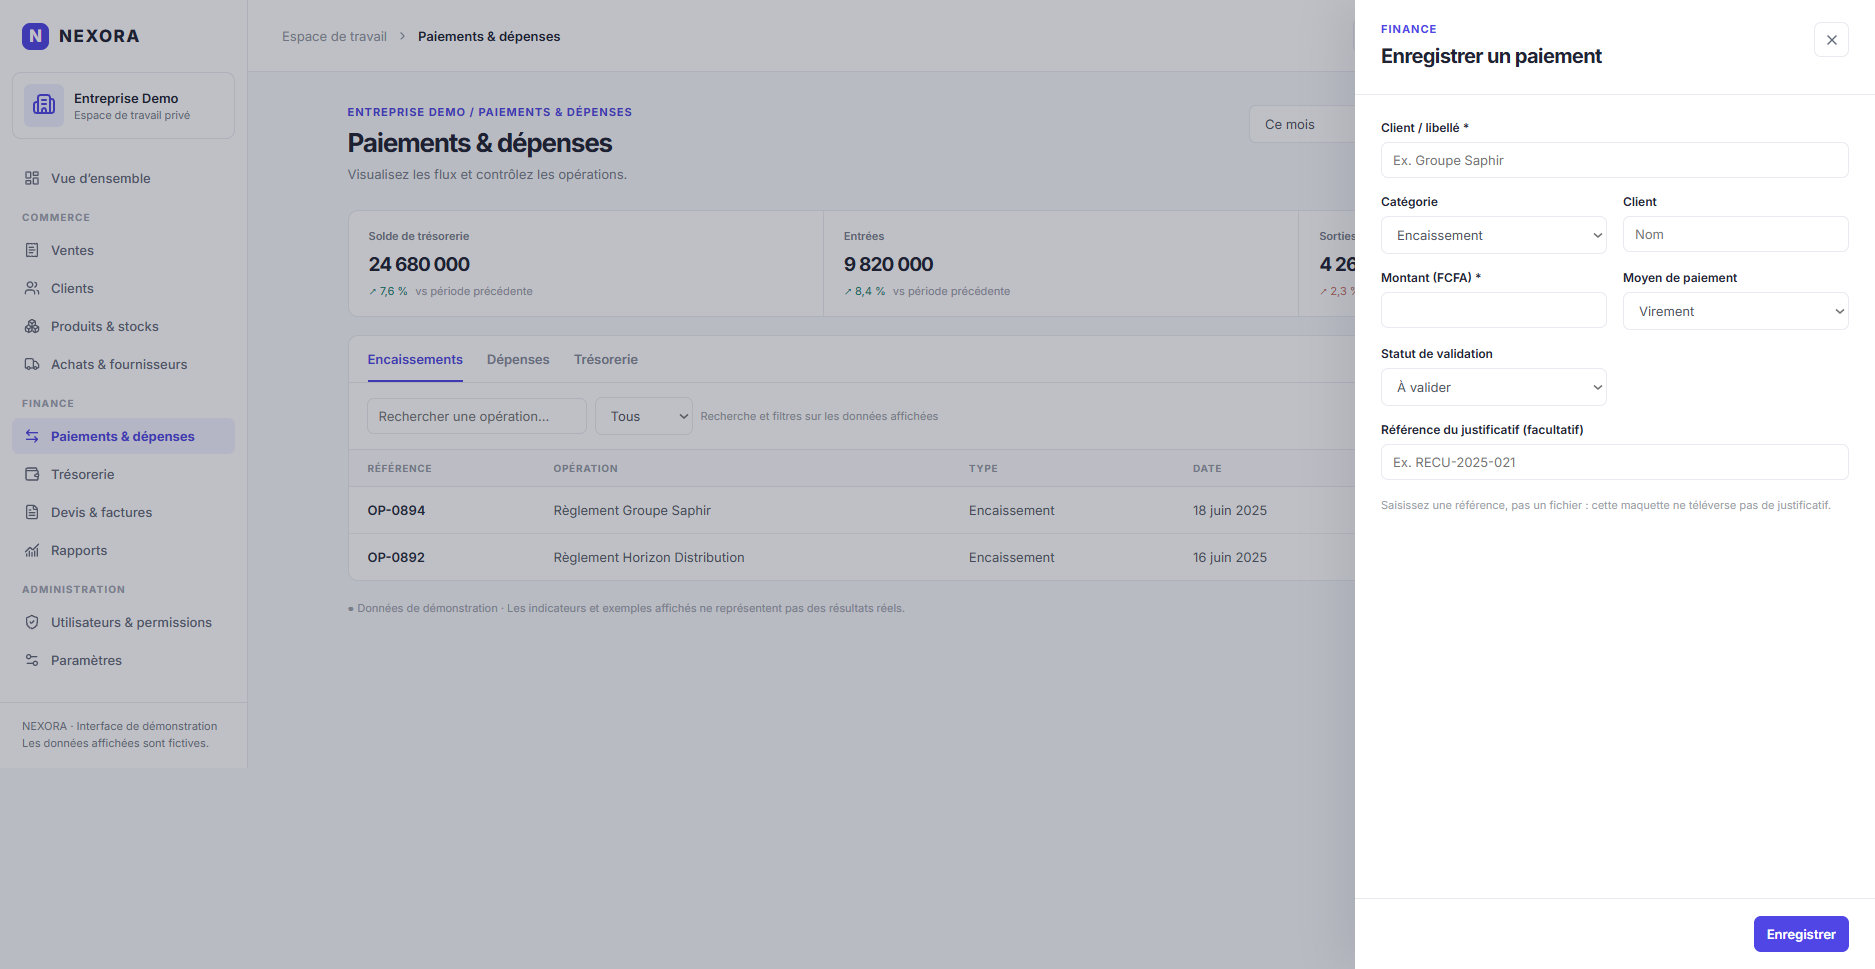 N NEXORA
Entreprise Demo
Espace de travail privé
Vue d'ensemble
COMMERCE
Ventes
Clients
Produits & stocks
Achats & fournisseurs
FINANCE
Paiements & dépenses
Trésorerie
Devis & factures
Rapports
ADMINISTRATION
Utilisateurs & permissions
Paramètres
NEXORA · Interface de démonstration
Les données affichées sont fictives.
Espace de travail > Paiements & dépenses
ENTREPRISE DEMO / PAIEMENTS & DÉPENSES
Paiements & dépenses
Visualisez les flux et contrôlez les opérations.
Ce mois
Solde de trésorerie
24 680 000
↗ 7,6 % vs période précédente
Entrées
9 820 000
↗ 8,4 % vs période précédente
Sorties
4 26
↗ 2,3 %
Encaissements Dépenses Trésorerie
Rechercher une opération... Tous Recherche et filtres sur les données affichées
RÉFÉRENCE OPÉRATION TYPE DATE
OP-0894 Règlement Groupe Saphir Encaissement 18 juin 2025
OP-0892 Règlement Horizon Distribution Encaissement 16 juin 2025
● Données de démonstration · Les indicateurs et exemples affichés ne représentent pas des résultats réels.
FINANCE
Enregistrer un paiement
Client / libellé *
Ex. Groupe Saphir
Catégorie Client
Encaissement Nom
Montant (FCFA) * Moyen de paiement
Virement
Statut de validation
À valider
Référence du justificatif (facultatif)
Ex. RECU-2025-021
Saisissez une référence, pas un fichier : cette maquette ne téléverse pas de justificatif.
Enregistrer